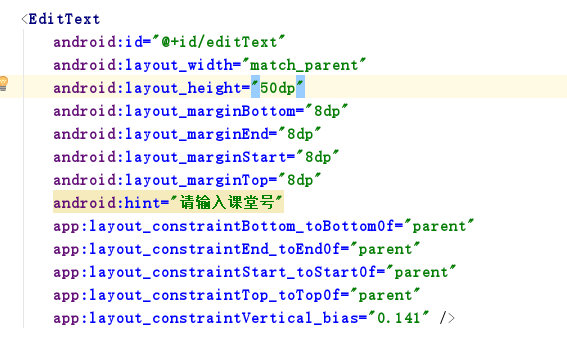 <EditText
android:id="@+id/editText"
android:layout_width="match_parent"
android:layout_height="50dp"
android:layout_marginBottom="8dp"
android:layout_marginEnd="8dp"
android:layout_marginStart="8dp"
android:layout_marginTop="8dp"
android:hint="请输入课堂号"
app:layout_constraintBottom_toBottomOf="parent"
app:layout_constraintEnd_toEndOf="parent"
app:layout_constraintStart_toStartOf="parent"
app:layout_constraintTop_toTopOf="parent"
app:layout_constraintVertical_bias="0.141" />